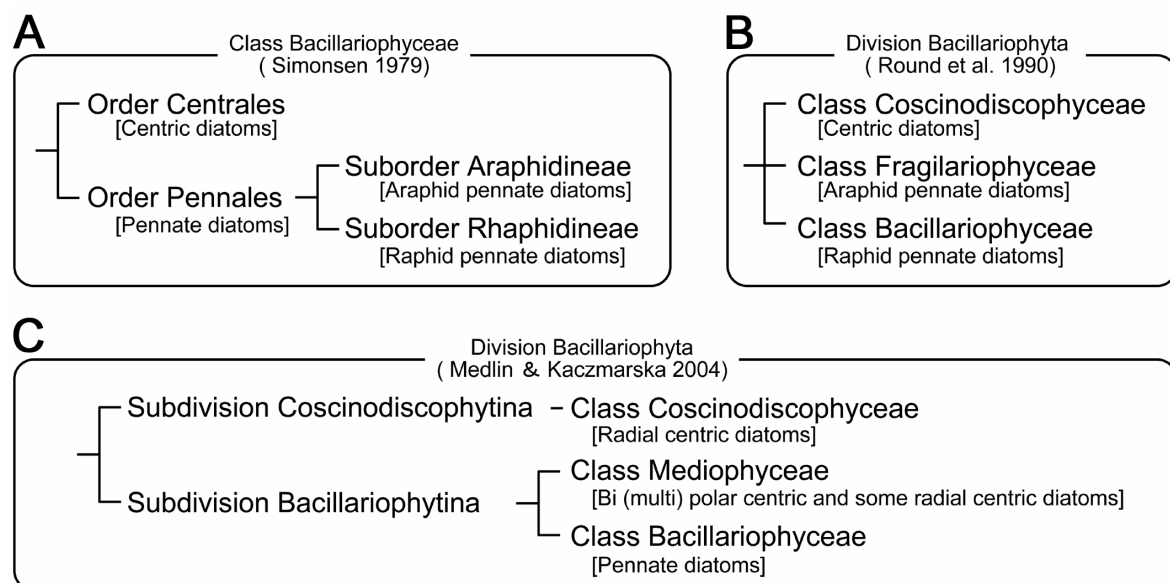 A
Class Bacillariophyceae
( Simonsen 1979)
Order Centrales
[Centric diatoms]
Order Pennales
[Pennate diatoms]
Suborder Araphidineae
[Araphid pennate diatoms]
Suborder Rhaphidineae
[Raphid pennate diatoms]
B
Division Bacillariophyta
( Round et al. 1990)
Class Coscinodiscophyceae
[Centric diatoms]
Class Fragilariophyceae
[Araphid pennate diatoms]
Class Bacillariophyceae
[Raphid pennate diatoms]
C
Division Bacillariophyta
( Medlin & Kaczmarska 2004)
Subdivision Coscinodiscophytina
Class Coscinodiscophyceae
[Radial centric diatoms]
Subdivision Bacillariophytina
Class Mediophyceae
[Bi (multi) polar centric and some radial centric diatoms]
Class Bacillariophyceae
[Pennate diatoms]